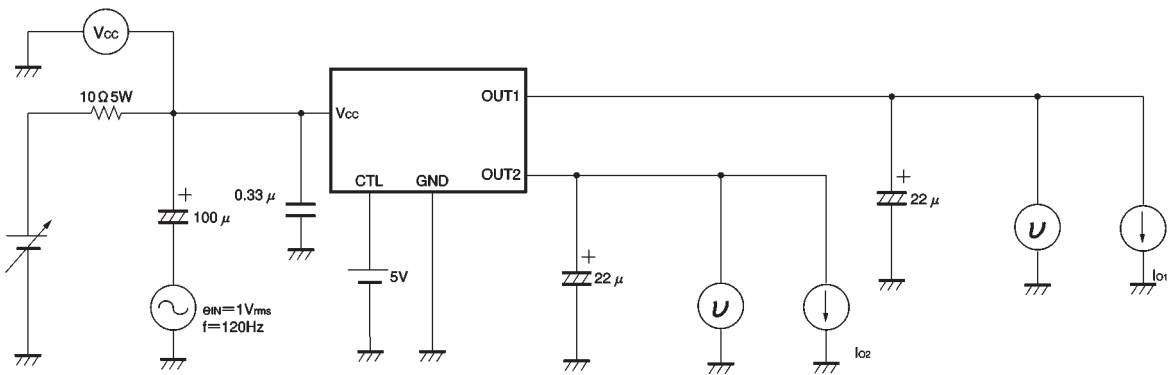 Vcc
10Ω5W
Vcc
OUT1
OUT2
CTL
GND
+
100μ
0.33μ
5V
eIN=1Vrms
f=120Hz
+
22μ
υ
Io2
+
22μ
υ
Io1